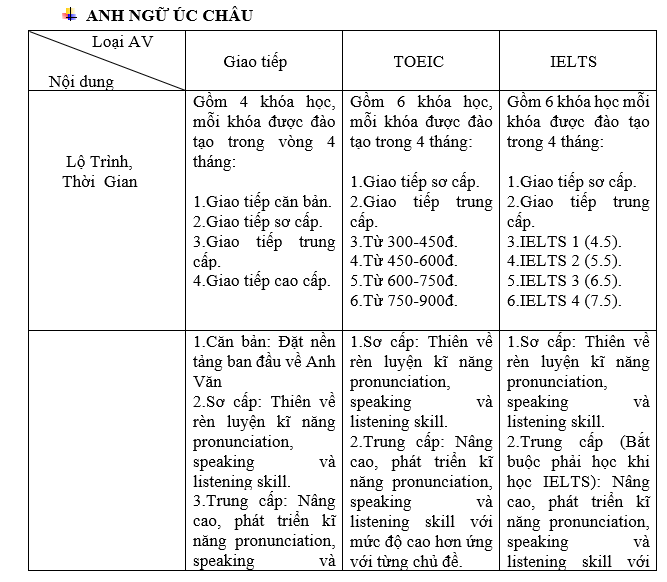 ANH NGỮ ÚC CHÂU
Loại AV
Nội dung
Giao tiếp
TOEIC
IELTS
Lộ Trình,
Thời Gian
Gồm 4 khóa học,
mỗi khóa được đào
tạo trong vòng 4
tháng:
1.Giao tiếp căn bản.
2.Giao tiếp sơ cấp.
3.Giao tiếp trung
cấp.
4.Giao tiếp cao cấp.
Gồm 6 khóa học,
mỗi khóa được đào
tạo trong 4 tháng:
1.Giao tiếp sơ cấp.
2.Giao tiếp trung
cấp.
3.Từ 300-450đ.
4.Từ 450-600đ.
5.Từ 600-750đ.
6.Từ 750-900đ.
Gồm 6 khóa học mỗi
khóa được đào tạo
trong 4 tháng:
1.Giao tiếp sơ cấp.
2.Giao tiếp trung
cấp.
3.IELTS 1 (4.5).
4.IELTS 2 (5.5).
5.IELTS 3 (6.5).
6.IELTS 4 (7.5).
1.Căn bản: Đặt nền
tảng ban đầu về Anh
Văn
2.Sơ cấp: Thiên về
rèn luyện kĩ năng
pronunciation,
speaking và
listening skill.
3.Trung cấp: Nâng
cao, phát triển kĩ
năng pronunciation,
speaking và
1.Sơ cấp: Thiên về
rèn luyện kĩ năng
pronunciation,
speaking và
listening skill.
2.Trung cấp: Nâng
cao, phát triển kĩ
năng pronunciation,
speaking và
listening skill với
mức độ cao hơn ứng
với từng chủ đề.
1.Sơ cấp: Thiên về
rèn luyện kĩ năng
pronunciation,
speaking và
listening skill.
2.Trung cấp (Bắt
buộc phải học khi
học IELTS): Nâng
cao, phát triển kĩ
năng pronunciation,
speaking và
listening skill với